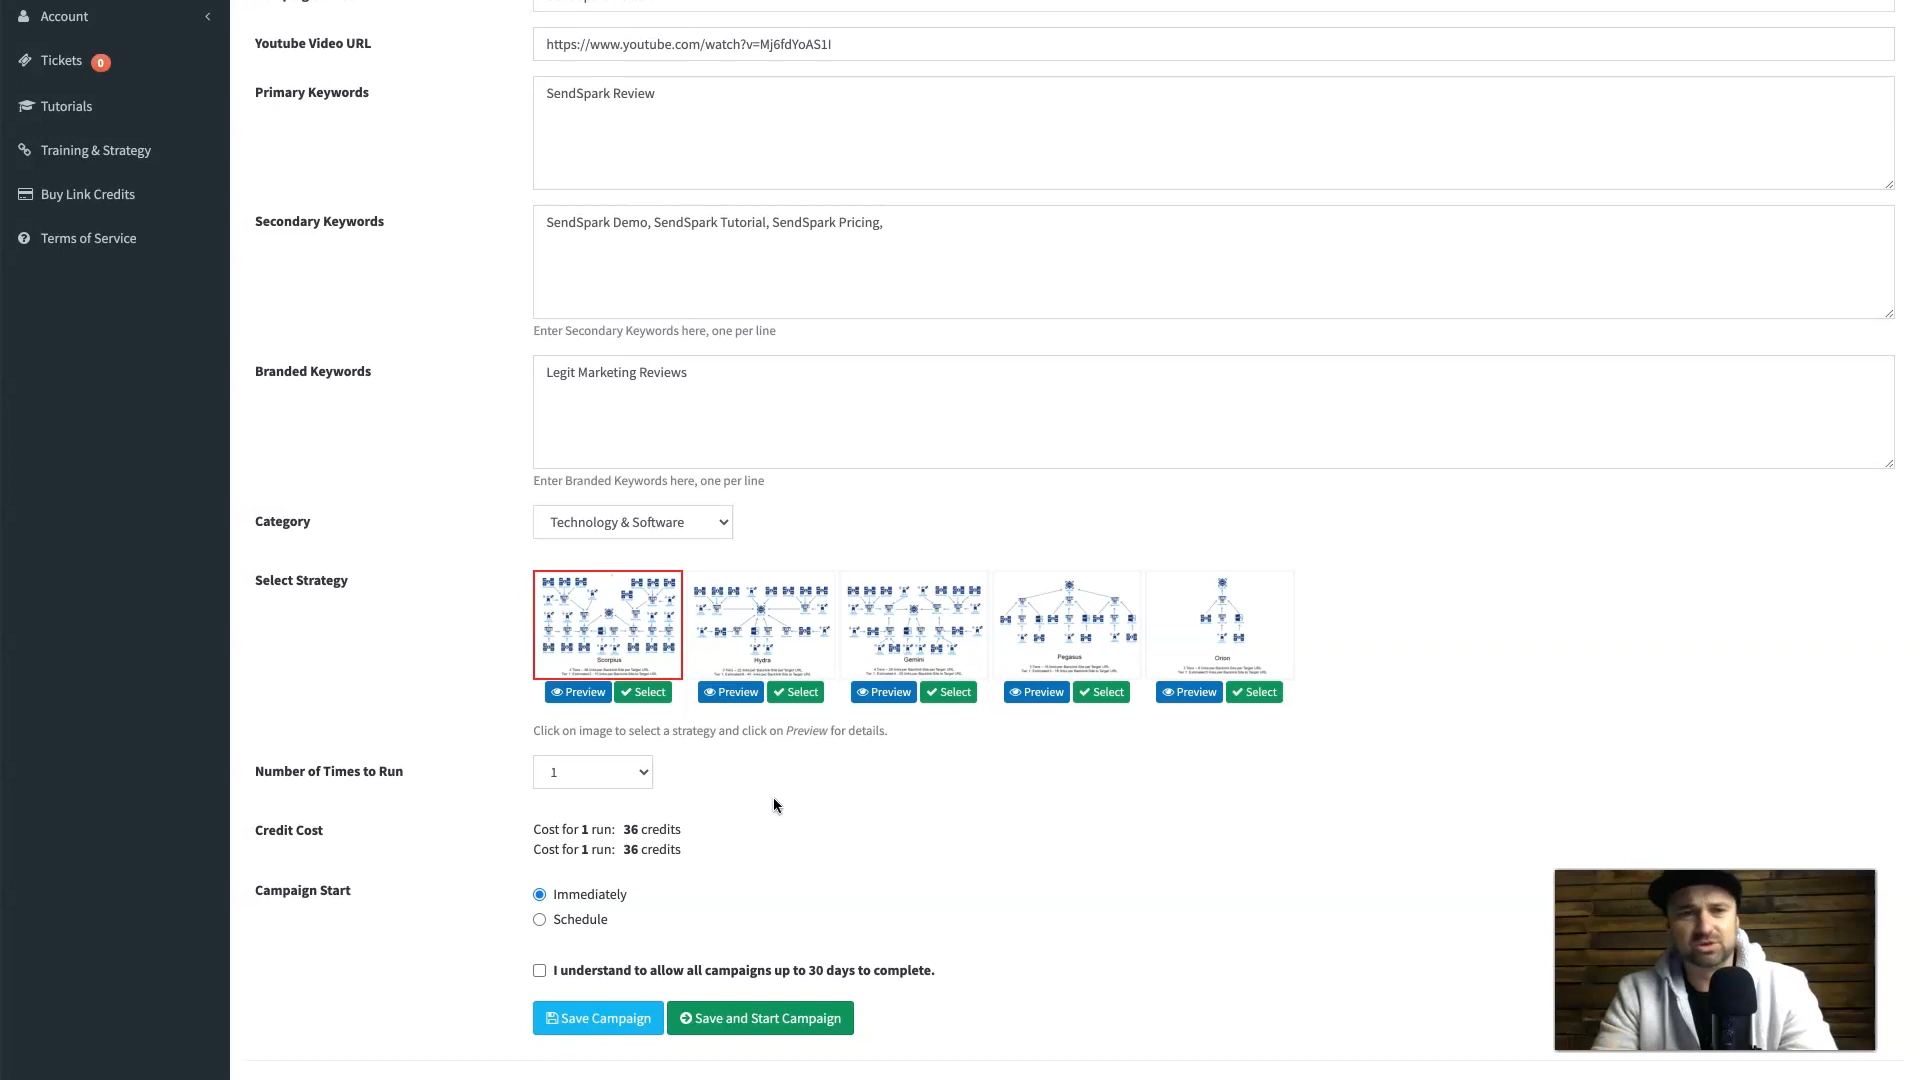 Account
Youtube Video URL
https://www.youtube.com/watch?v=Mj6fdYoAS1I
Tickets 0
Primary Keywords
SendSpark Review
Tutorials
Training & Strategy
Buy Link Credits
Secondary Keywords
SendSpark Demo, SendSpark Tutorial, SendSpark Pricing,
Terms of Service
Enter Secondary Keywords here, one per line
Branded Keywords
Legit Marketing Reviews
Enter Branded Keywords here, one per line
Category
Technology & Software
Select Strategy
Scorpius
Hydra
Gemini
Pegasus
Orion
Preview Select
Preview Select
Preview Select
Preview Select
Preview Select
Click on image to select a strategy and click on Preview for details.
Number of Times to Run
1
Credit Cost
Cost for 1 run: 36 credits
Cost for 1 run: 36 credits
Campaign Start
Immediately
Schedule
I understand to allow all campaigns up to 30 days to complete.
Save Campaign
Save and Start Campaign